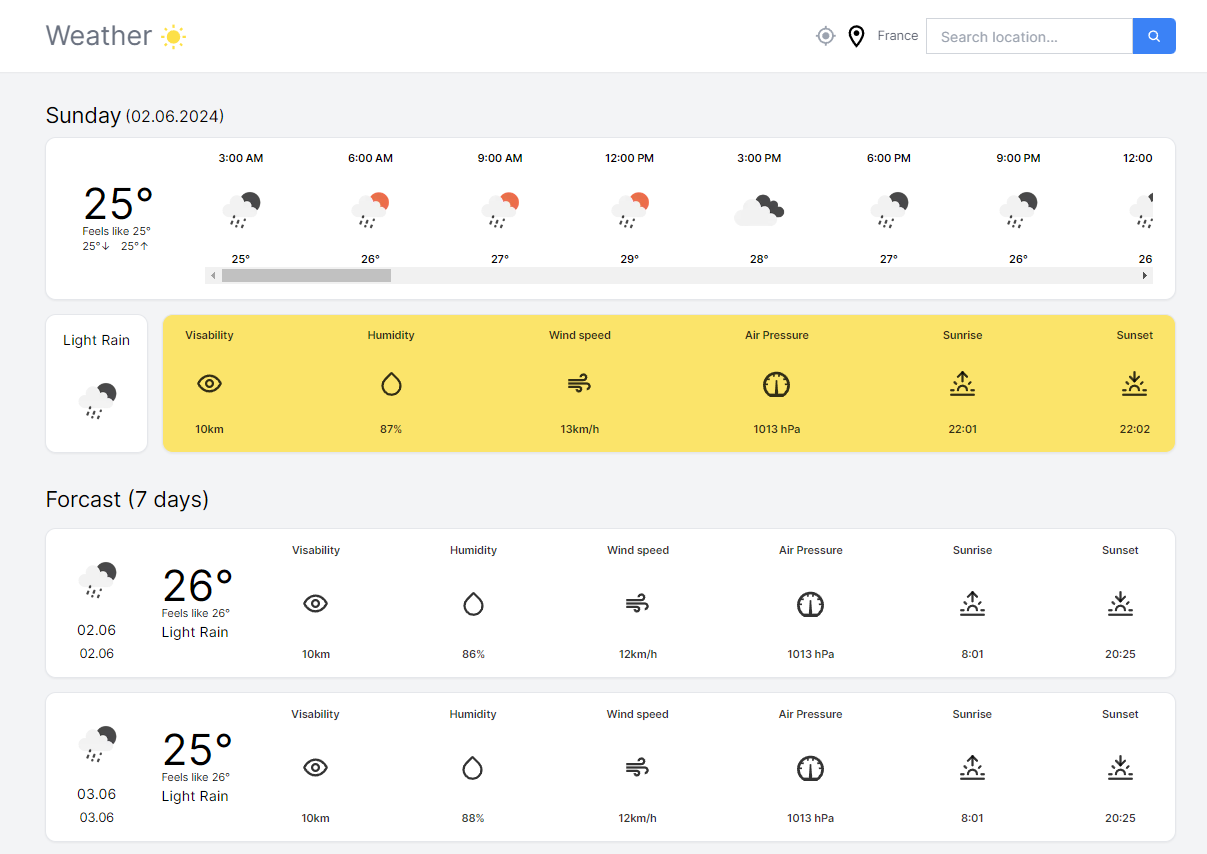 Weather
France
Search location...
Sunday (02.06.2024)
3:00 AM 6:00 AM 9:00 AM 12:00 PM 3:00 PM 6:00 PM 9:00 PM 12:00
25°
Feels like 25°
25°↓ 25°↑
25° 26° 27° 29° 28° 27° 26° 26
Light Rain
Visability Humidity Wind speed Air Pressure Sunrise Sunset
10km 87% 13km/h 1013 hPa 22:01 22:02
Forcast (7 days)
Visability Humidity Wind speed Air Pressure Sunrise Sunset
26°
Feels like 26°
Light Rain
02.06
02.06
10km 86% 12km/h 1013 hPa 8:01 20:25
Visability Humidity Wind speed Air Pressure Sunrise Sunset
25°
Feels like 26°
Light Rain
03.06
03.06
10km 88% 12km/h 1013 hPa 8:01 20:25